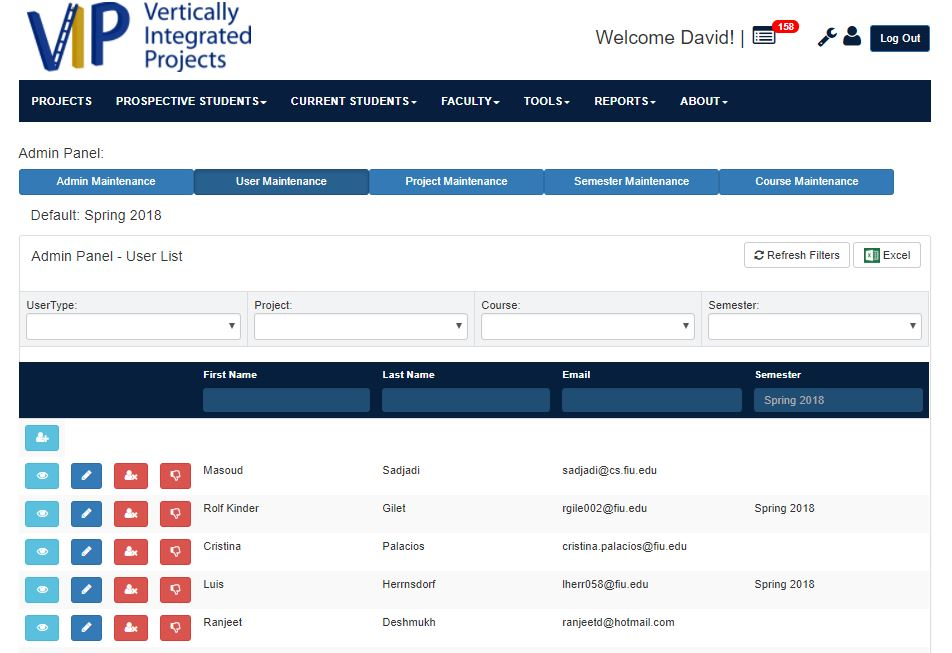 VIP Vertically
Integrated
Projects
Welcome David! | 158 Log Out
PROJECTS PROSPECTIVE STUDENTS CURRENT STUDENTS FACULTY TOOLS REPORTS ABOUT
Admin Panel:
Admin Maintenance User Maintenance Project Maintenance Semester Maintenance Course Maintenance
Default: Spring 2018
Admin Panel - User List Refresh Filters Excel
UserType: Project: Course: Semester:
First Name Last Name Email Semester
Spring 2018
Masoud Sadjadi sadjadi@cs.fiu.edu
Rolf Kinder Gilet rgile002@fiu.edu Spring 2018
Cristina Palacios cristina.palacios@fiu.edu
Luis Herrnsdorf lherr058@fiu.edu Spring 2018
Ranjeet Deshmukh ranjeetd@hotmail.com